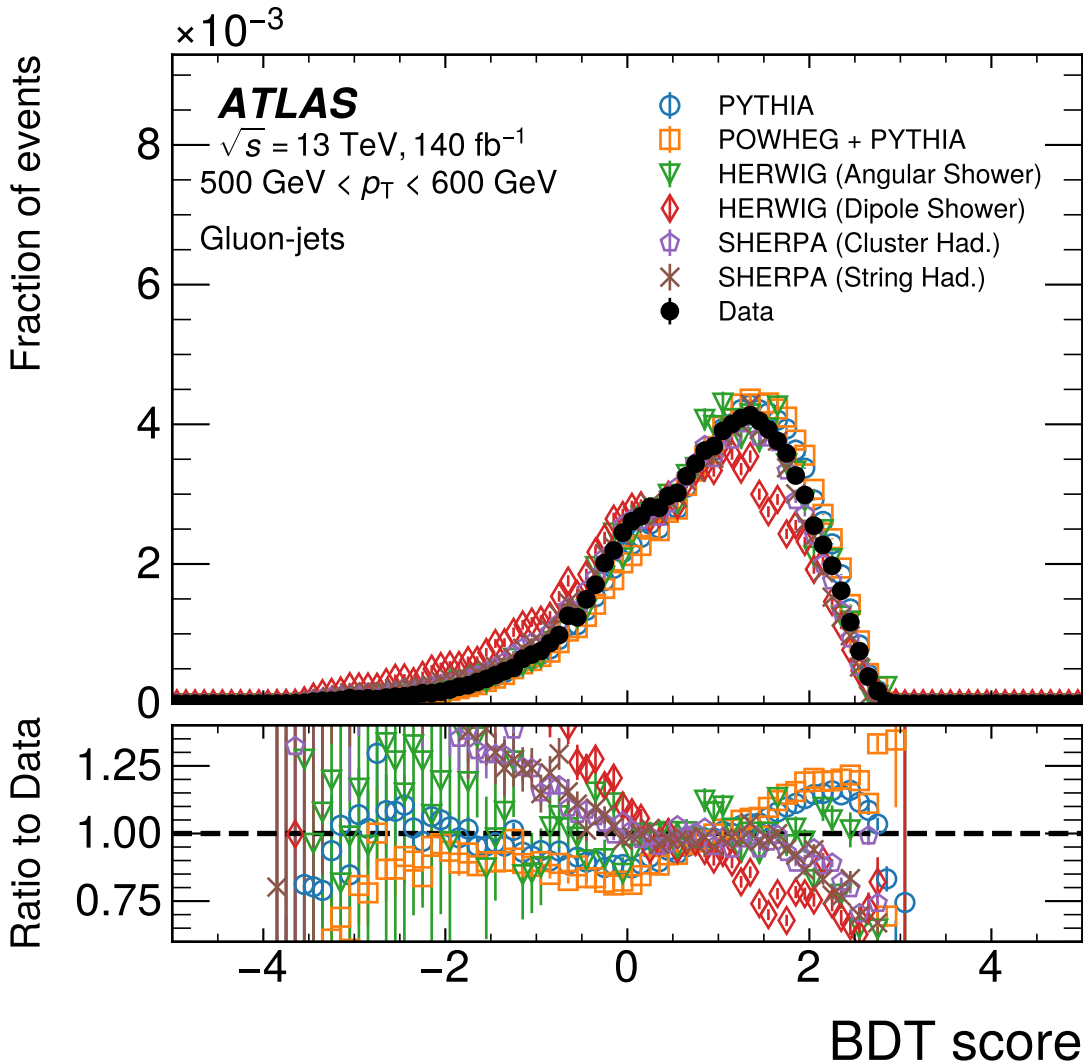 ×10⁻³
Fraction of events
8
6
4
2
0
ATLAS
√s = 13 TeV, 140 fb⁻¹
500 GeV < pT < 600 GeV
Gluon-jets
PYTHIA
POWHEG + PYTHIA
HERWIG (Angular Shower)
HERWIG (Dipole Shower)
SHERPA (Cluster Had.)
SHERPA (String Had.)
Data
Ratio to Data
1.25
1.00
0.75
−4 −2 0 2 4
BDT score